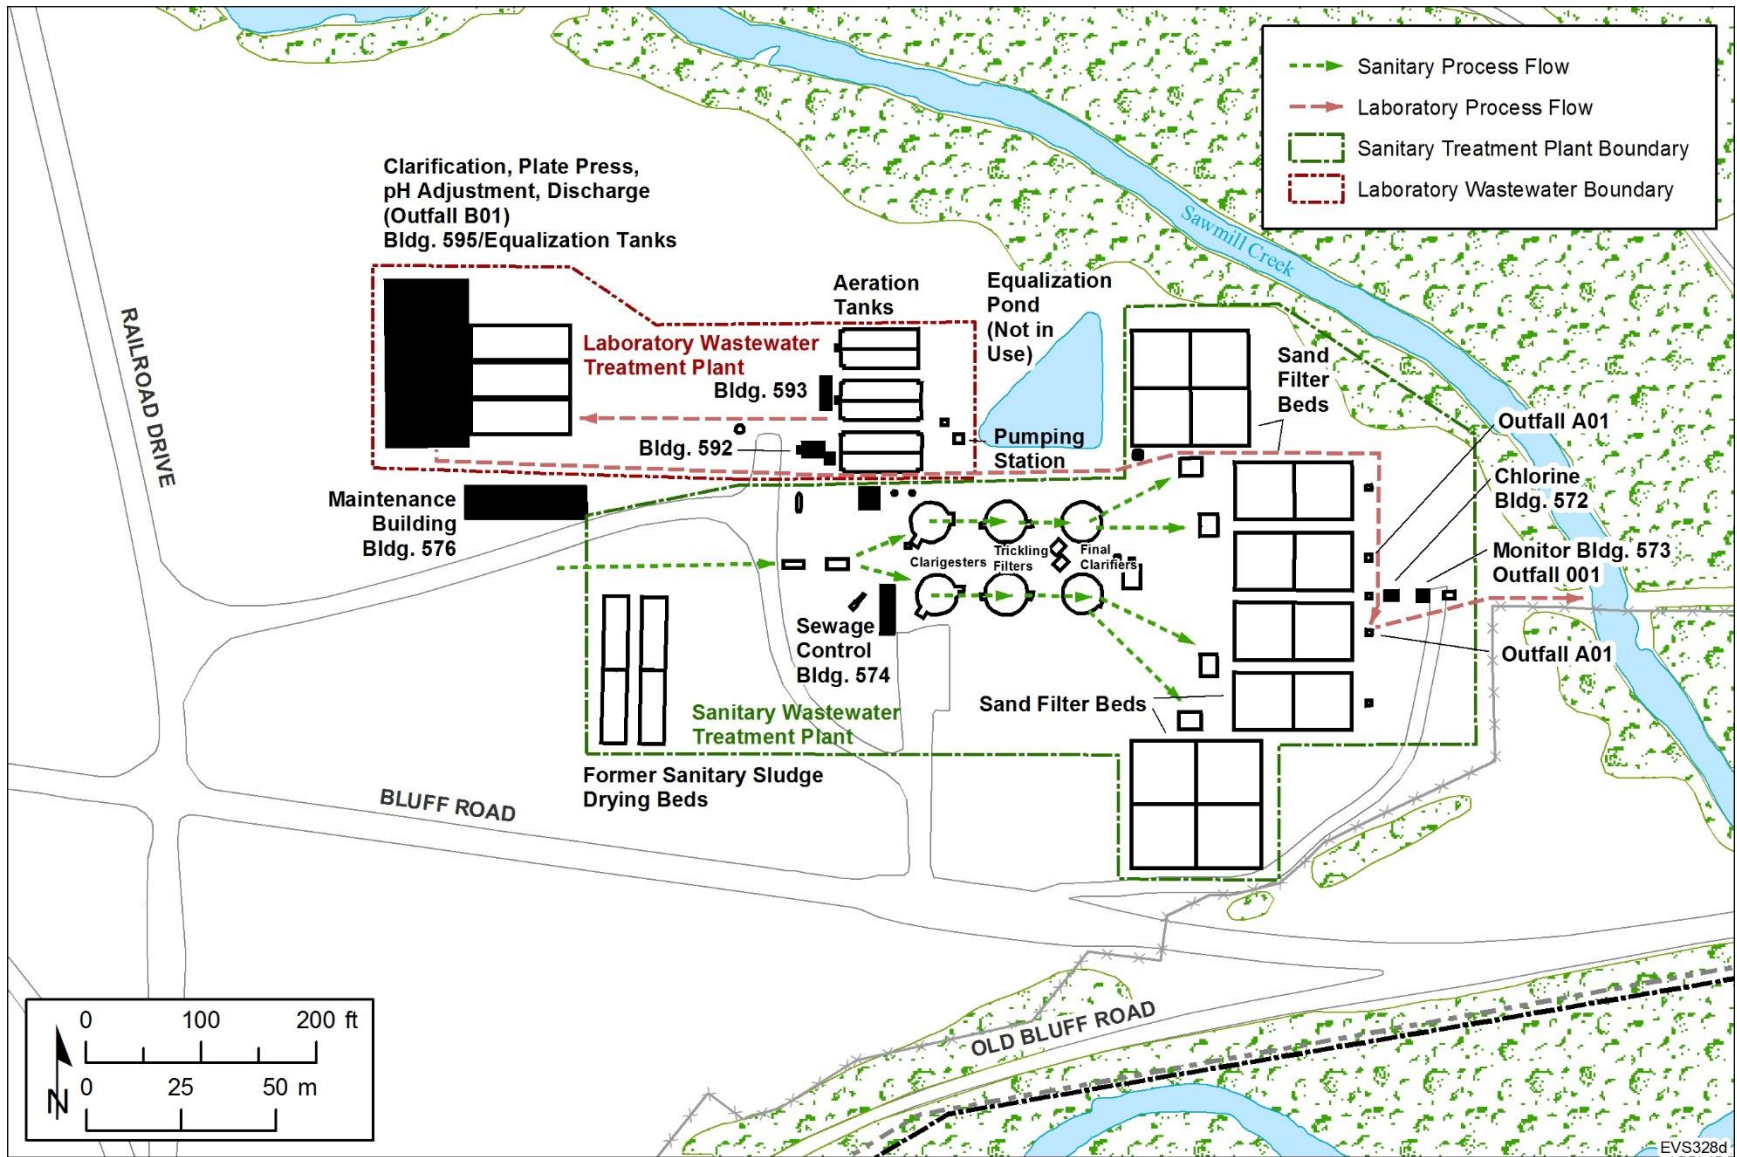 Sanitary Process Flow
Laboratory Process Flow
Sanitary Treatment Plant Boundary
Laboratory Wastewater Boundary
Sawmill Creek
Clarification, Plate Press,
pH Adjustment, Discharge
(Outfall B01)
Bldg. 595/Equalization Tanks
Aeration
Tanks
Equalization
Pond
(Not in
Use)
RAILROAD DRIVE
Laboratory Wastewater
Treatment Plant
Bldg. 593
Bldg. 592
Pumping
Station
Sand
Filter
Beds
Outfall A01
Chlorine
Bldg. 572
Monitor Bldg. 573
Outfall 001
Outfall A01
Maintenance
Building
Bldg. 576
Clarigesters
Trickling
Filters
Final
Clarifiers
Sewage
Control
Bldg. 574
Sand Filter Beds
Sanitary Wastewater
Treatment Plant
Former Sanitary Sludge
Drying Beds
BLUFF ROAD
OLD BLUFF ROAD
0 100 200 ft
0 25 50 m
N
EVS328d